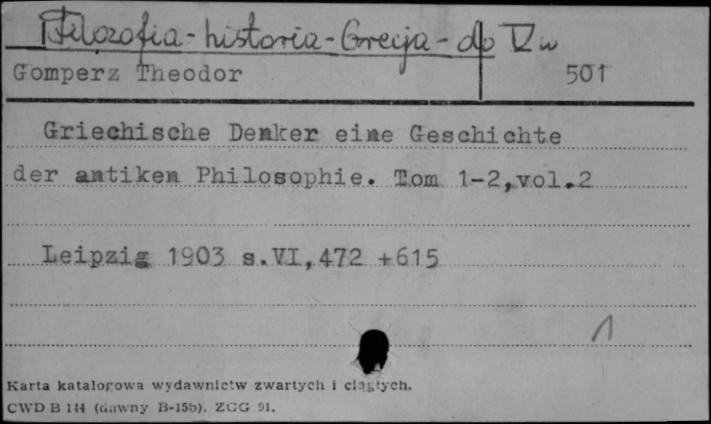 Filozofia - historia - Grecja - do V w
Gomperz Theodor 501
Griechische Denker eine Geschichte
der antiken Philosophie. Tom 1-2,vol.2
Leipzig 1903 s.VI,472 +615
1
Karta katalogowa wydawnictw zwartych i ciągłych.
CWD B 144 (dawny B-15b). ZGG 91.